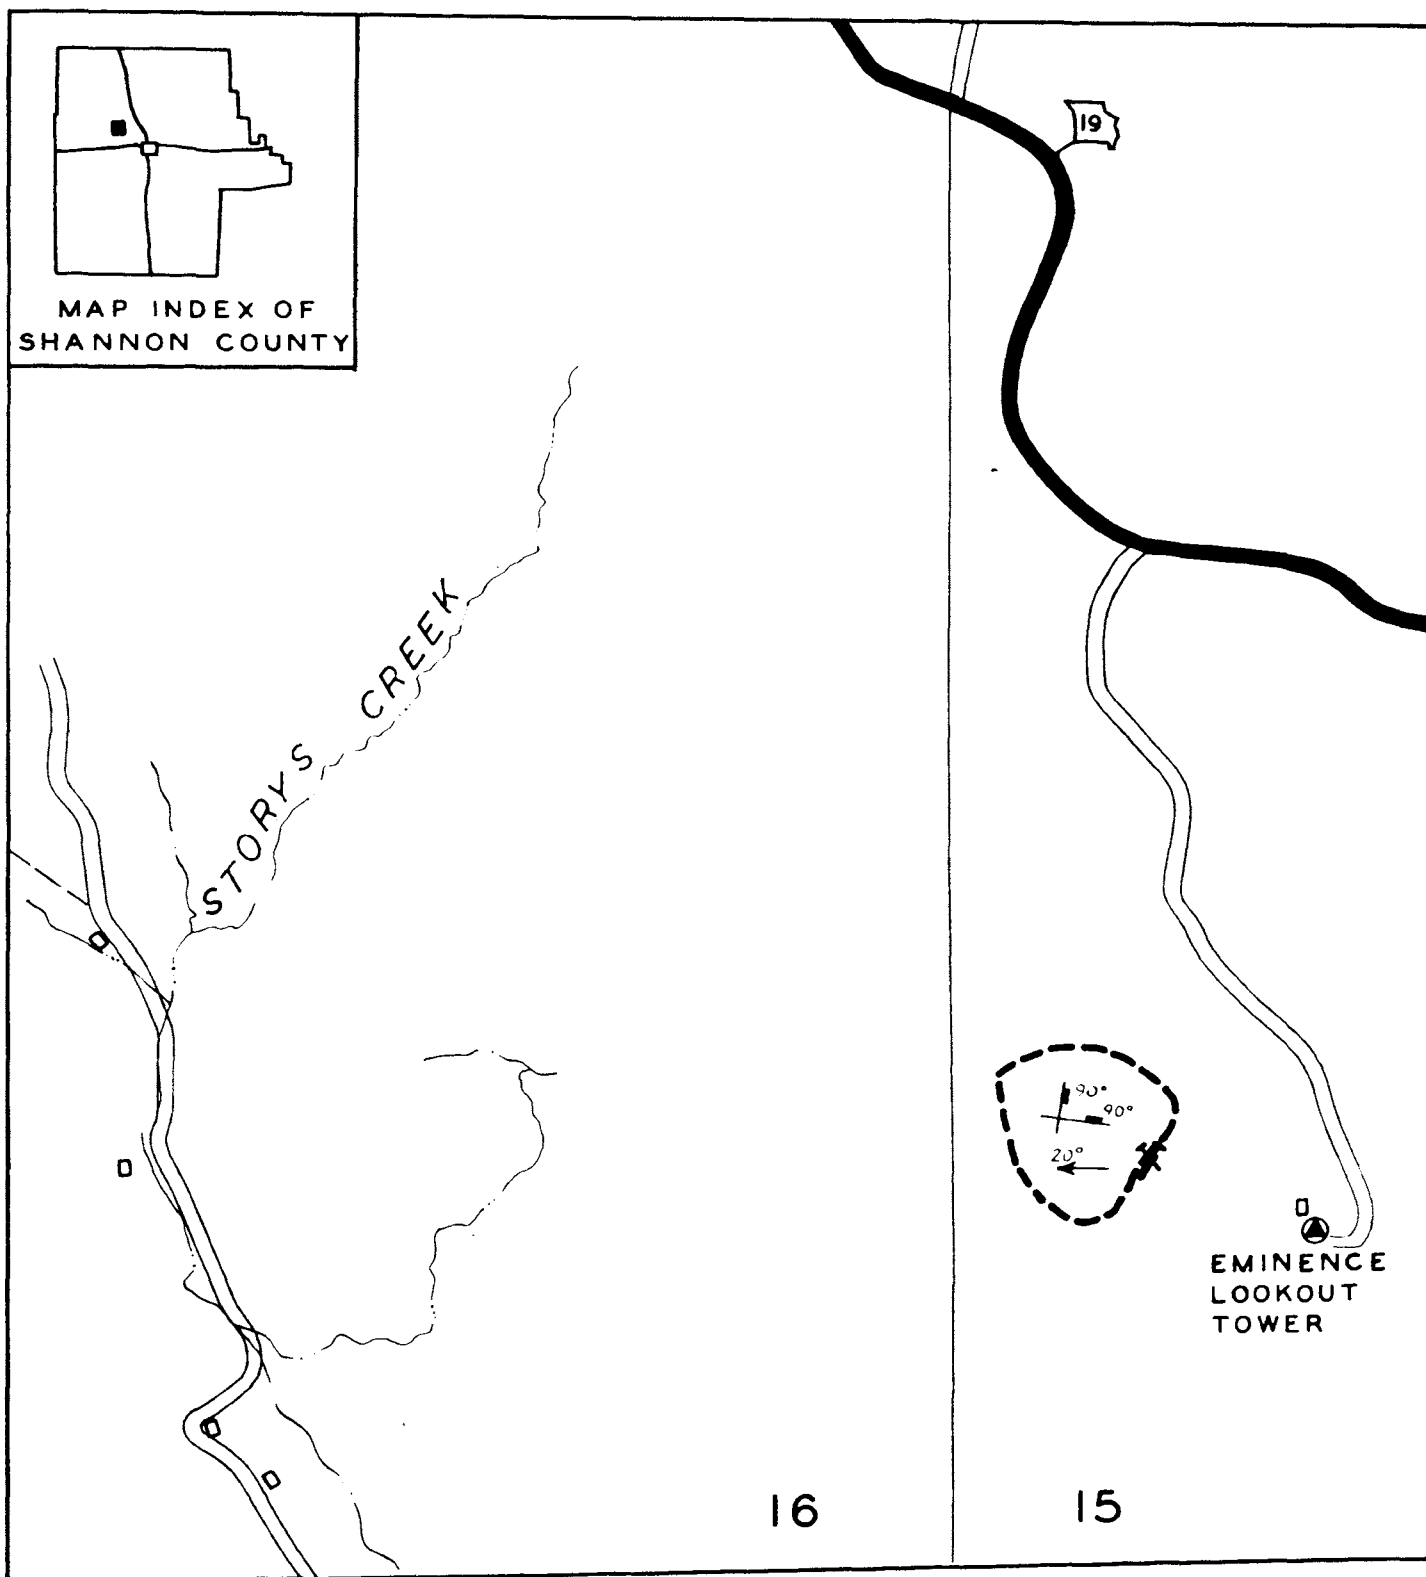 MAP INDEX OF
SHANNON COUNTY
19
STORYS CREEK
90°
90°
20°
EMINENCE
LOOKOUT
TOWER
16
15